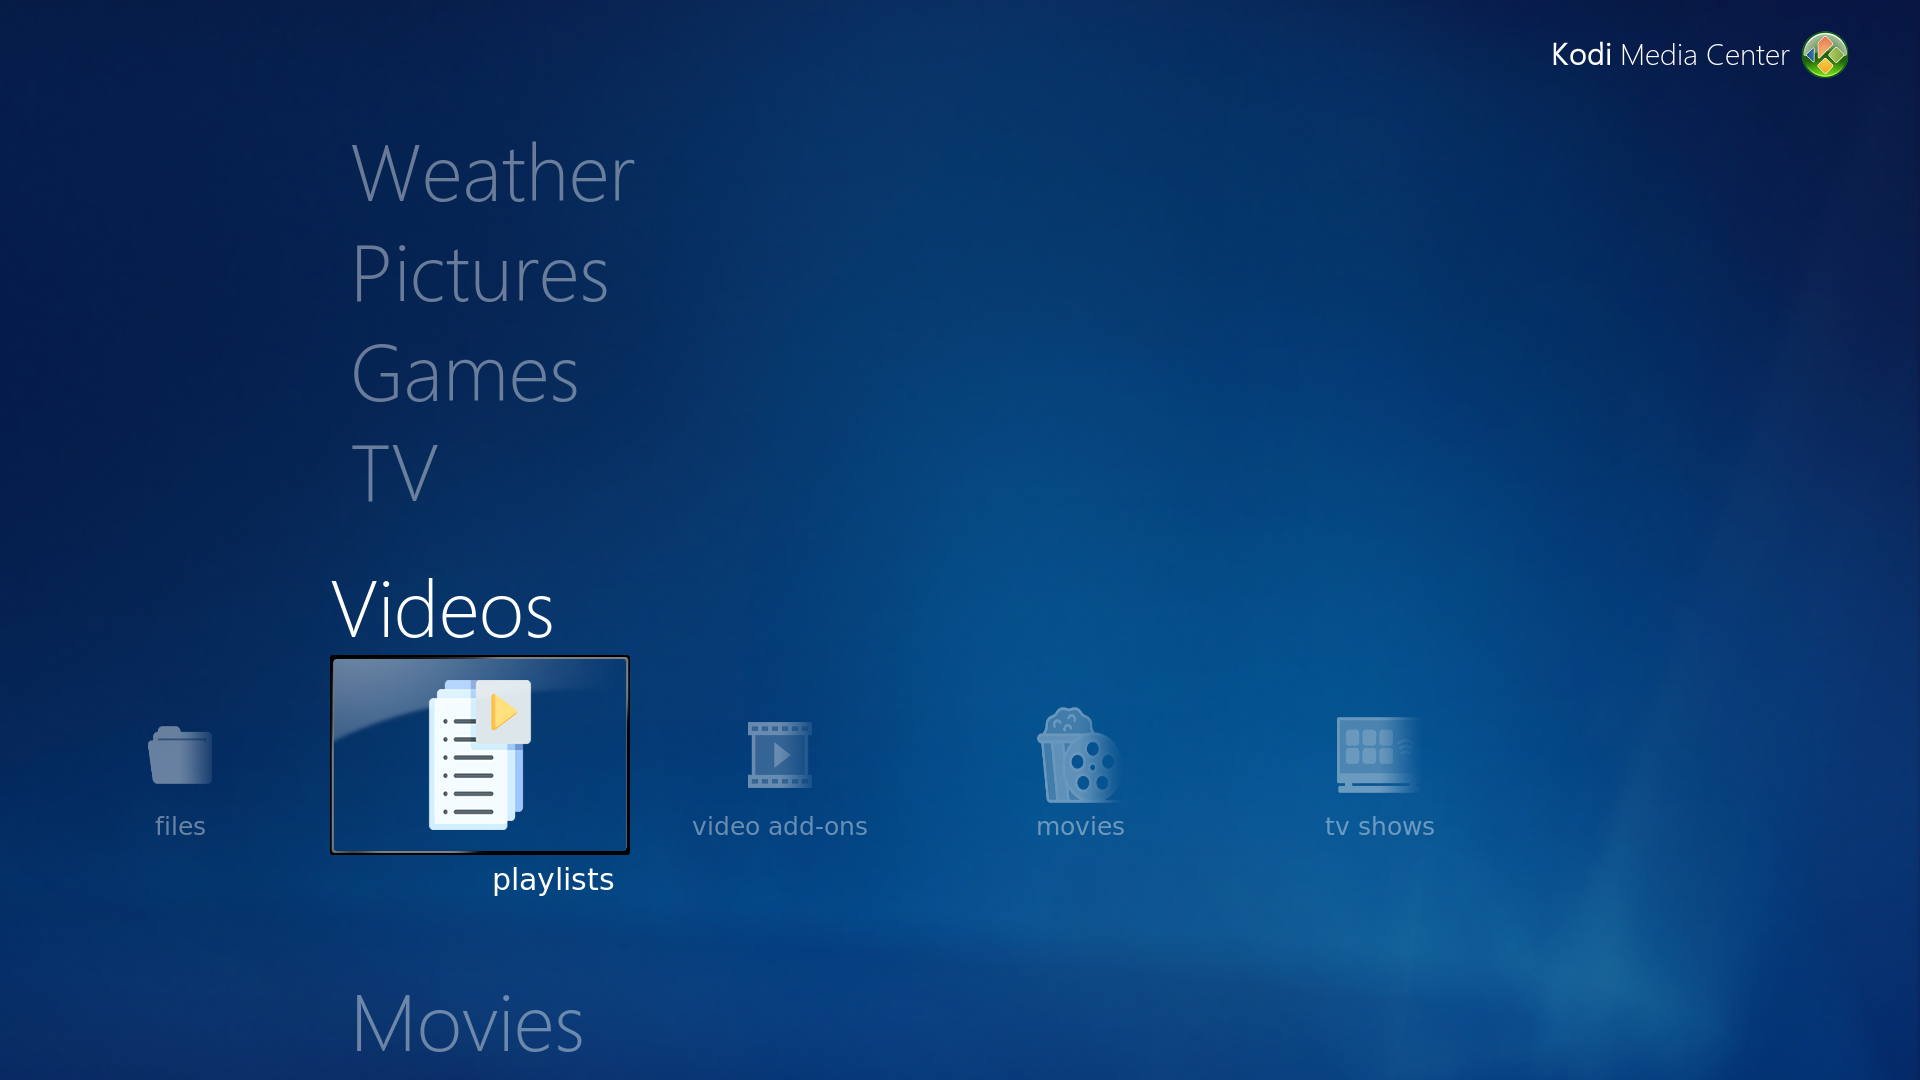 Kodi Media Center
Weather
Pictures
Games
TV
Videos
files
playlists
video add-ons
movies
tv shows
Movies